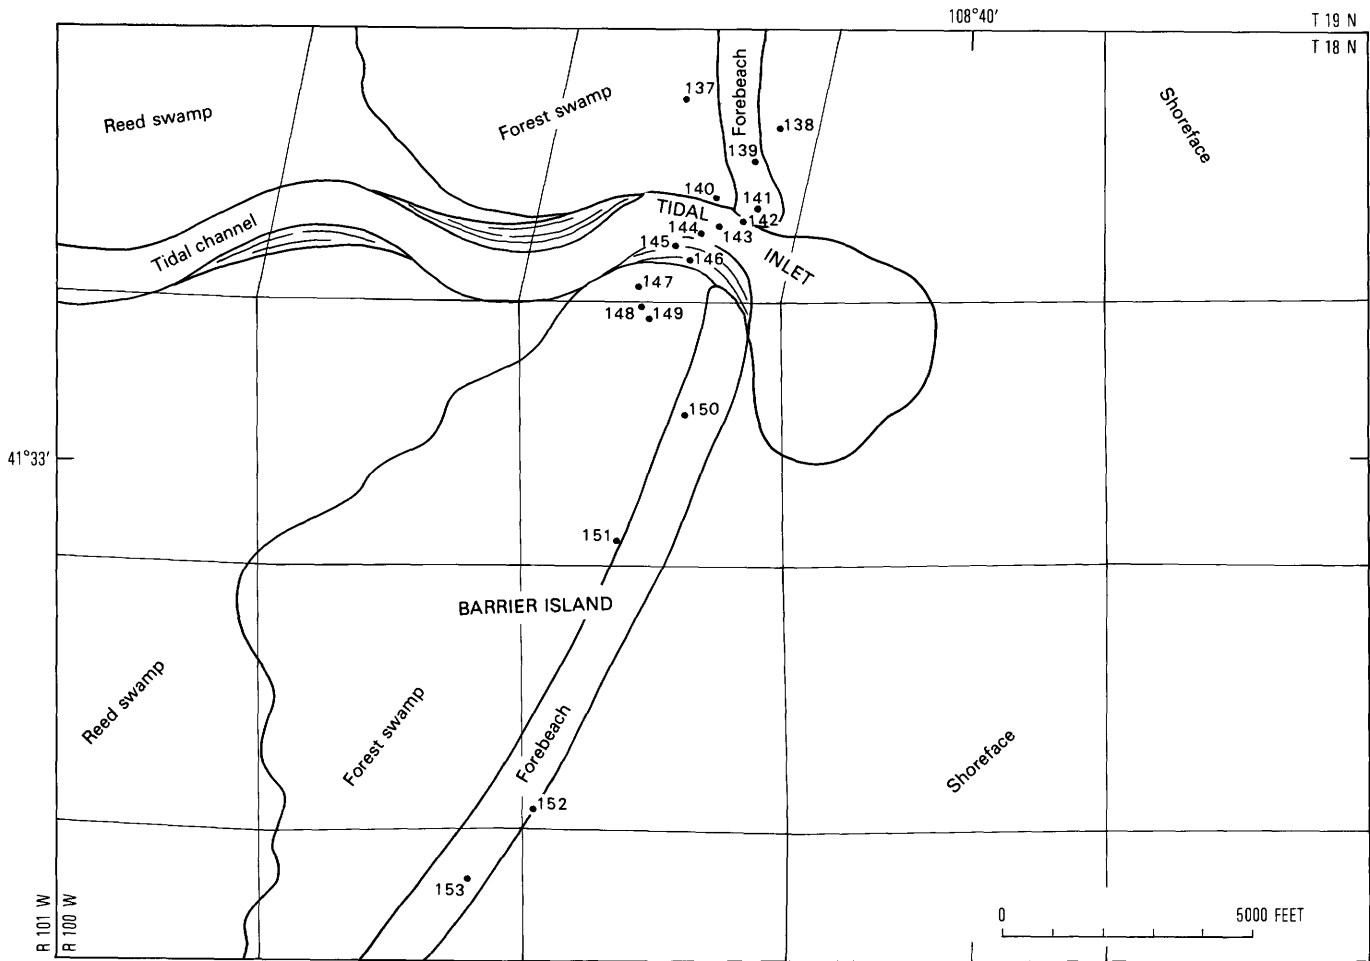 108°40'
T 19 N
T 18 N
Reed swamp
Forest swamp
137
Forebeach
138
Shoreface
139
140
141
142
TIDAL
143
144
145
146
INLET
Tidal channel
147
148
149
150
41°33'
151
BARRIER ISLAND
Reed swamp
Forest swamp
Forebeach
Shoreface
152
153
R 101 W
R 100 W
0
5000 FEET